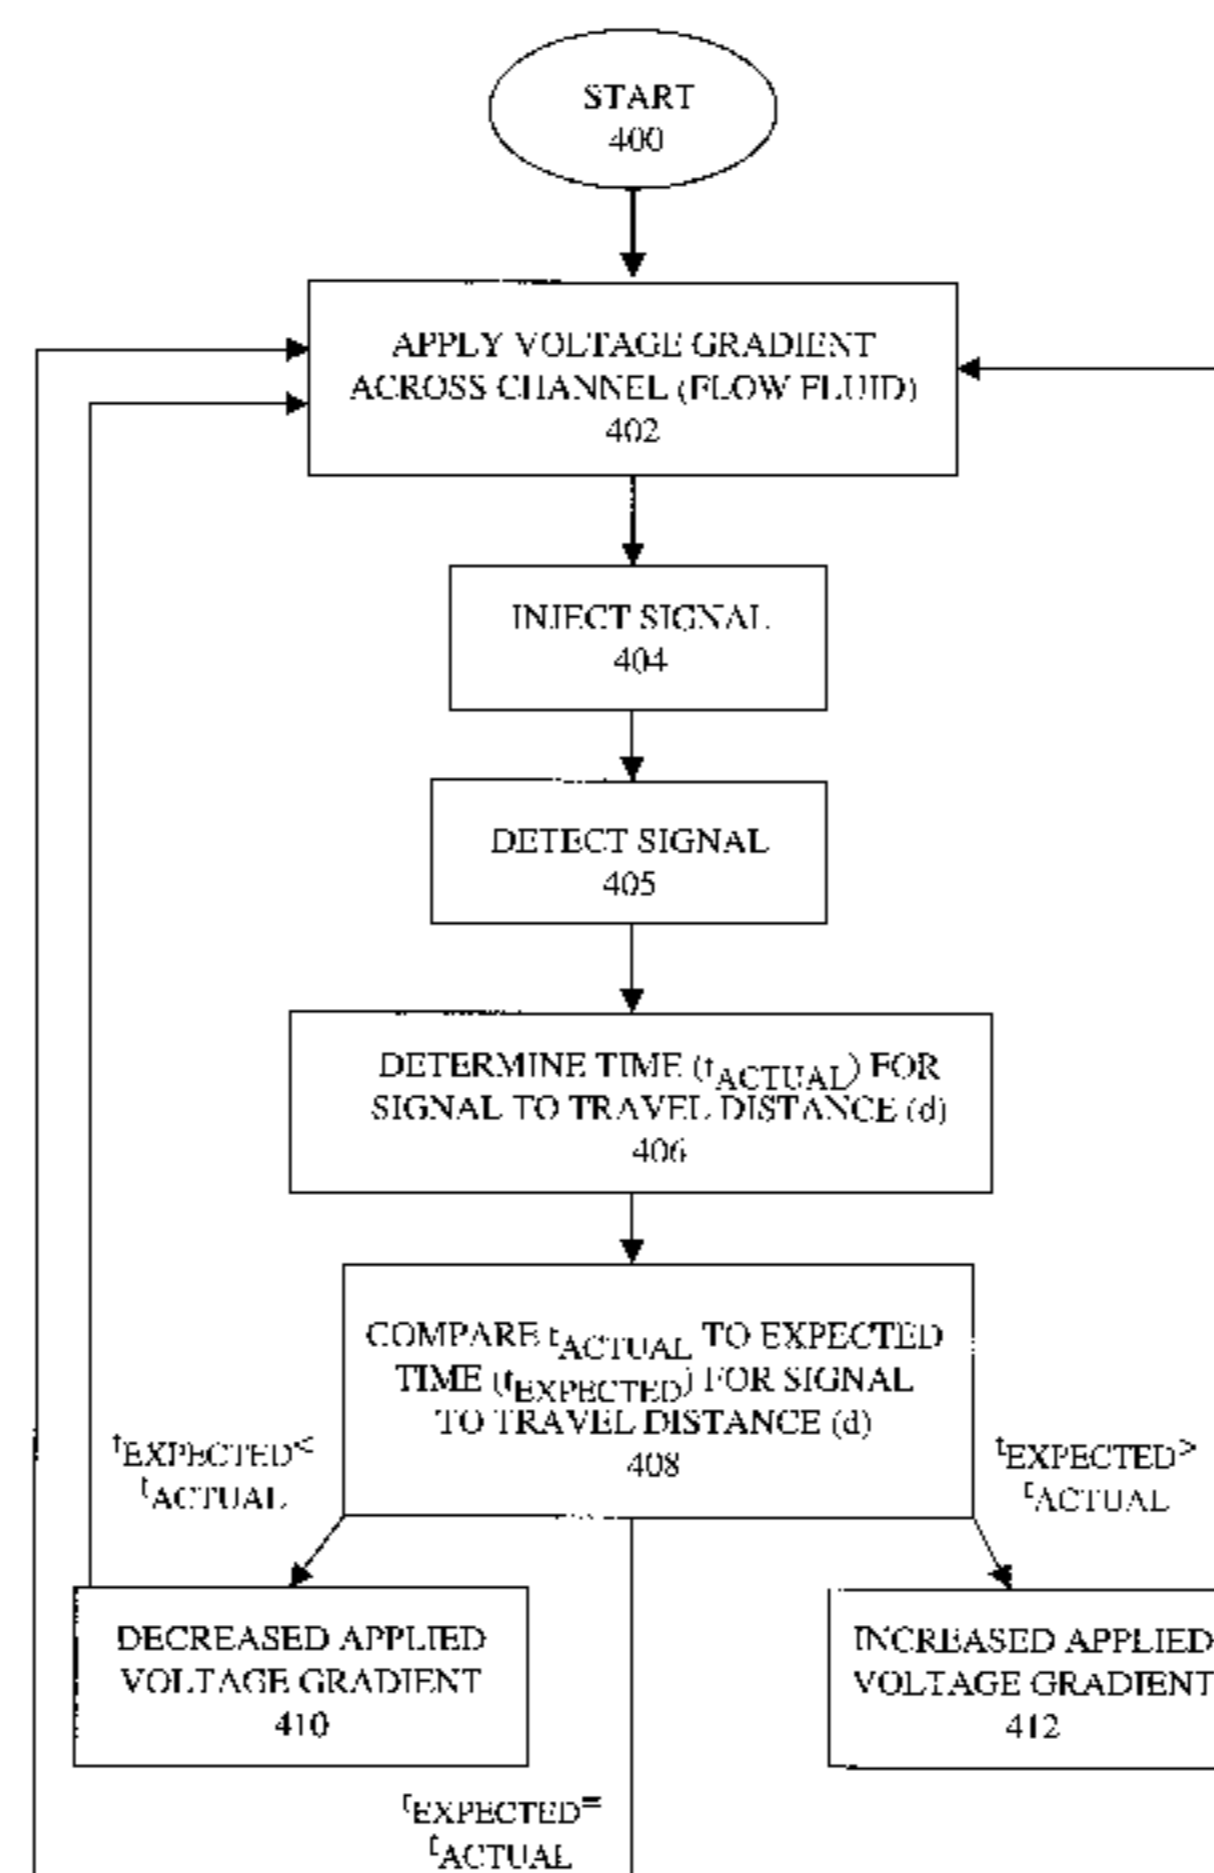 START
400
APPLY VOLTAGE GRADIENT
ACROSS CHANNEL (FLOW FLUID)
402
INJECT SIGNAL
404
DETECT SIGNAL
405
DETERMINE TIME (tACTUAL) FOR
SIGNAL TO TRAVEL DISTANCE (d)
406
COMPARE tACTUAL TO EXPECTED
TIME (tEXPECTED) FOR SIGNAL
TO TRAVEL DISTANCE (d)
408
tEXPECTED<
tACTUAL
tEXPECTED>
tACTUAL
DECREASED APPLIED
VOLTAGE GRADIENT
410
INCREASED APPLIED
VOLTAGE GRADIENT
412
tEXPECTED=
tACTUAL